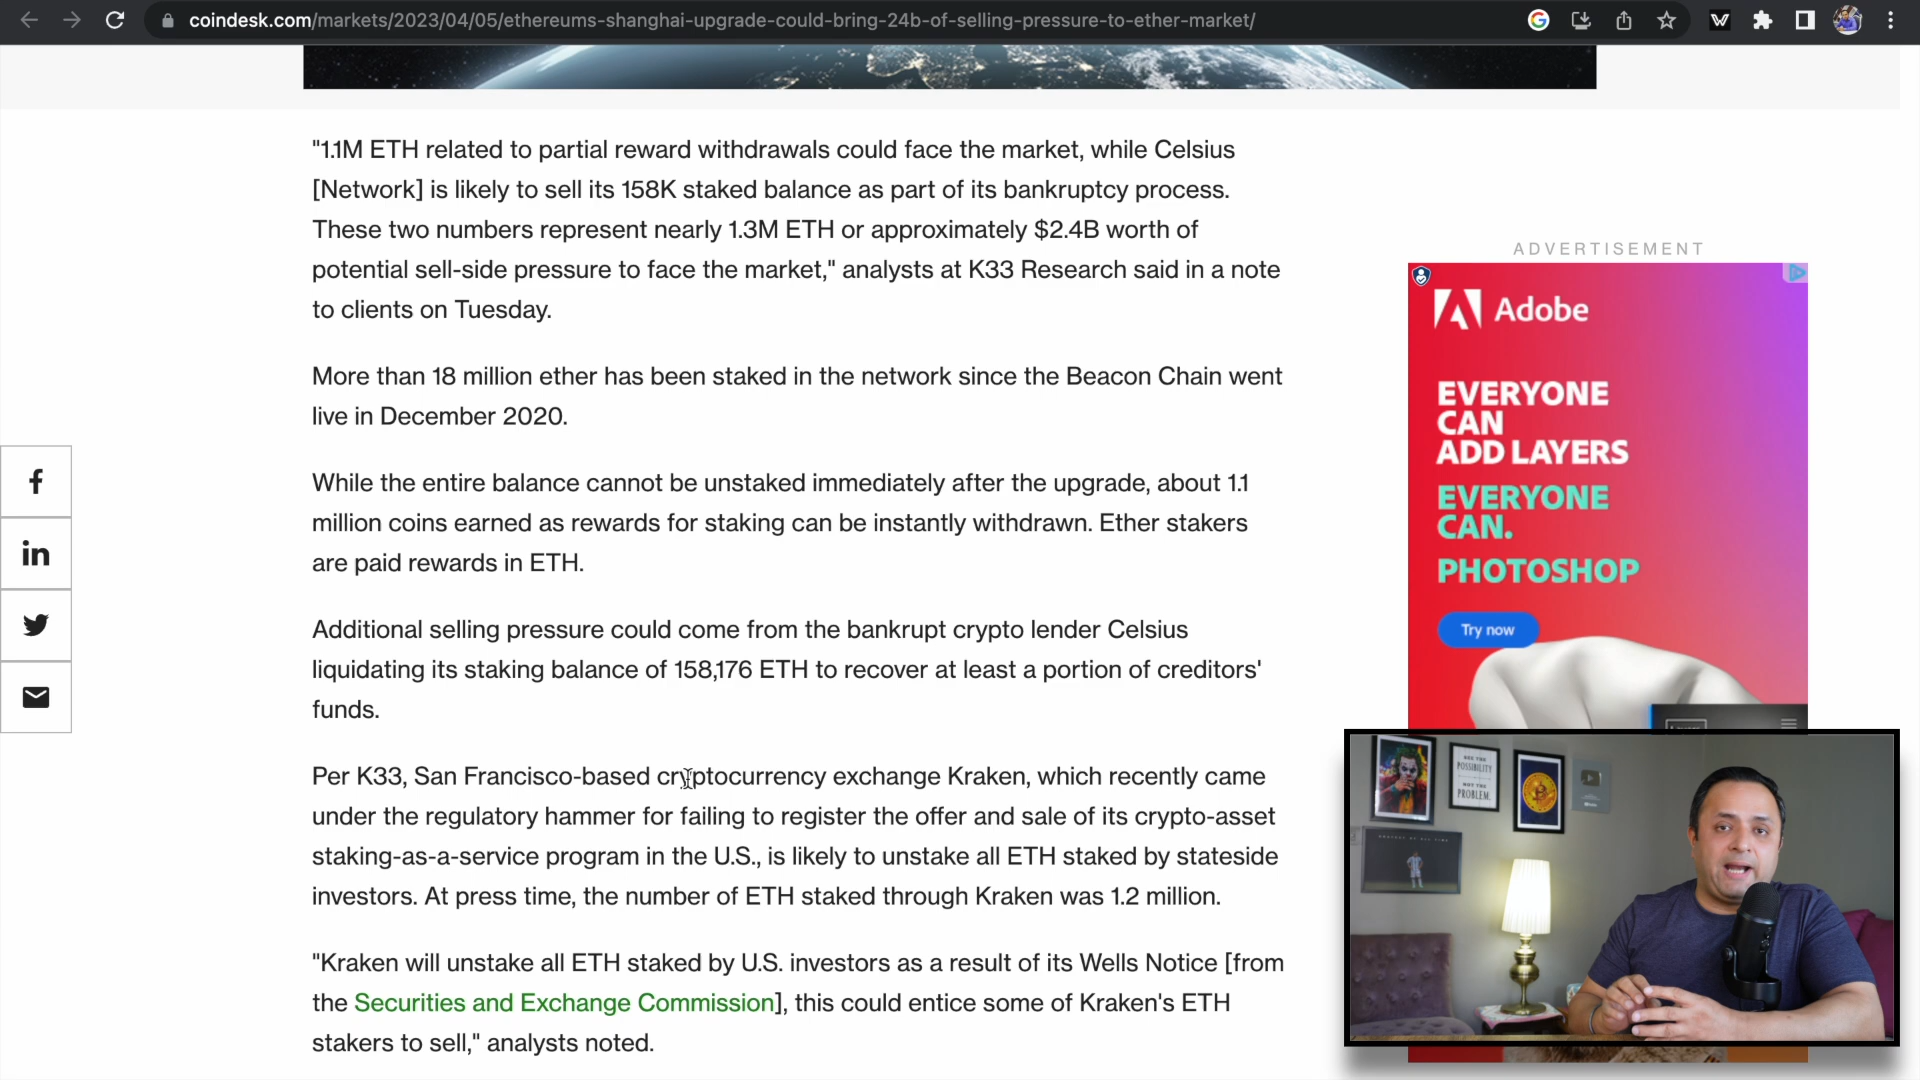 coindesk.com/markets/2023/04/05/ethereums-shanghai-upgrade-could-bring-24b-of-selling-pressure-to-ether-market/
"1.1M ETH related to partial reward withdrawals could face the market, while Celsius
[Network] is likely to sell its 158K staked balance as part of its bankruptcy process.
These two numbers represent nearly 1.3M ETH or approximately $2.4B worth of
potential sell-side pressure to face the market," analysts at K33 Research said in a note
to clients on Tuesday.
More than 18 million ether has been staked in the network since the Beacon Chain went
live in December 2020.
While the entire balance cannot be unstaked immediately after the upgrade, about 1.1
million coins earned as rewards for staking can be instantly withdrawn. Ether stakers
are paid rewards in ETH.
Additional selling pressure could come from the bankrupt crypto lender Celsius
liquidating its staking balance of 158,176 ETH to recover at least a portion of creditors'
funds.
Per K33, San Francisco-based cryptocurrency exchange Kraken, which recently came
under the regulatory hammer for failing to register the offer and sale of its crypto-asset
staking-as-a-service program in the U.S., is likely to unstake all ETH staked by stateside
investors. At press time, the number of ETH staked through Kraken was 1.2 million.
"Kraken will unstake all ETH staked by U.S. investors as a result of its Wells Notice [from
the Securities and Exchange Commission], this could entice some of Kraken's ETH
stakers to sell," analysts noted.
ADVERTISEMENT
Adobe
EVERYONE
CAN
ADD LAYERS
EVERYONE
CAN.
PHOTOSHOP
Try now
SEE THE
POSSIBILITY
NOT THE
PROBLEM.